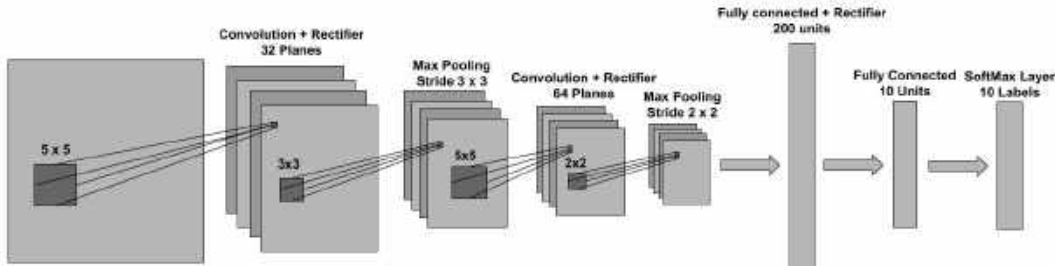 Fully connected + Rectifier
200 units
Convolution + Rectifier
32 Planes
Max Pooling
Stride 3 x 3
Convolution + Rectifier
64 Planes
Max Pooling
Stride 2 x 2
Fully Connected
10 Units
SoftMax Layer
10 Labels
5 x 5
3x3
5x5
2x2